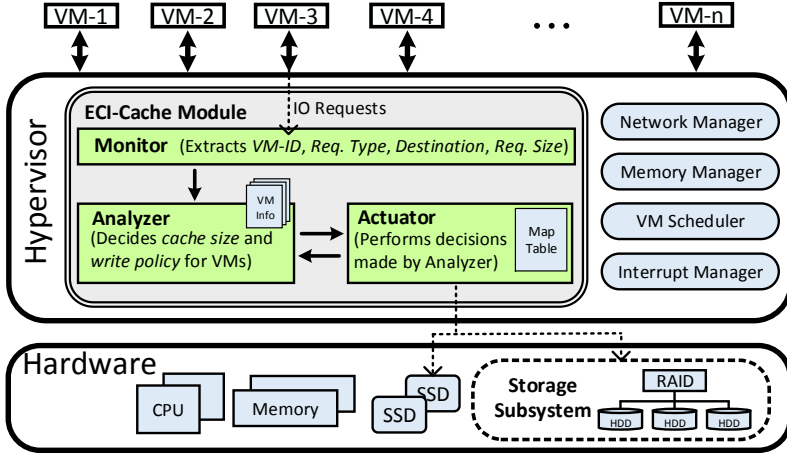 VM-1 VM-2 VM-3 VM-4 ... VM-n
Hypervisor
ECI-Cache Module
IO Requests
Monitor (Extracts VM-ID, Req. Type, Destination, Req. Size)
VM
Info
Analyzer
(Decides cache size and
write policy for VMs)
Actuator
(Performs decisions
made by Analyzer)
Map
Table
Network Manager
Memory Manager
VM Scheduler
Interrupt Manager
Hardware
CPU
Memory
SSD
SSD
Storage
Subsystem
RAID
HDD HDD HDD